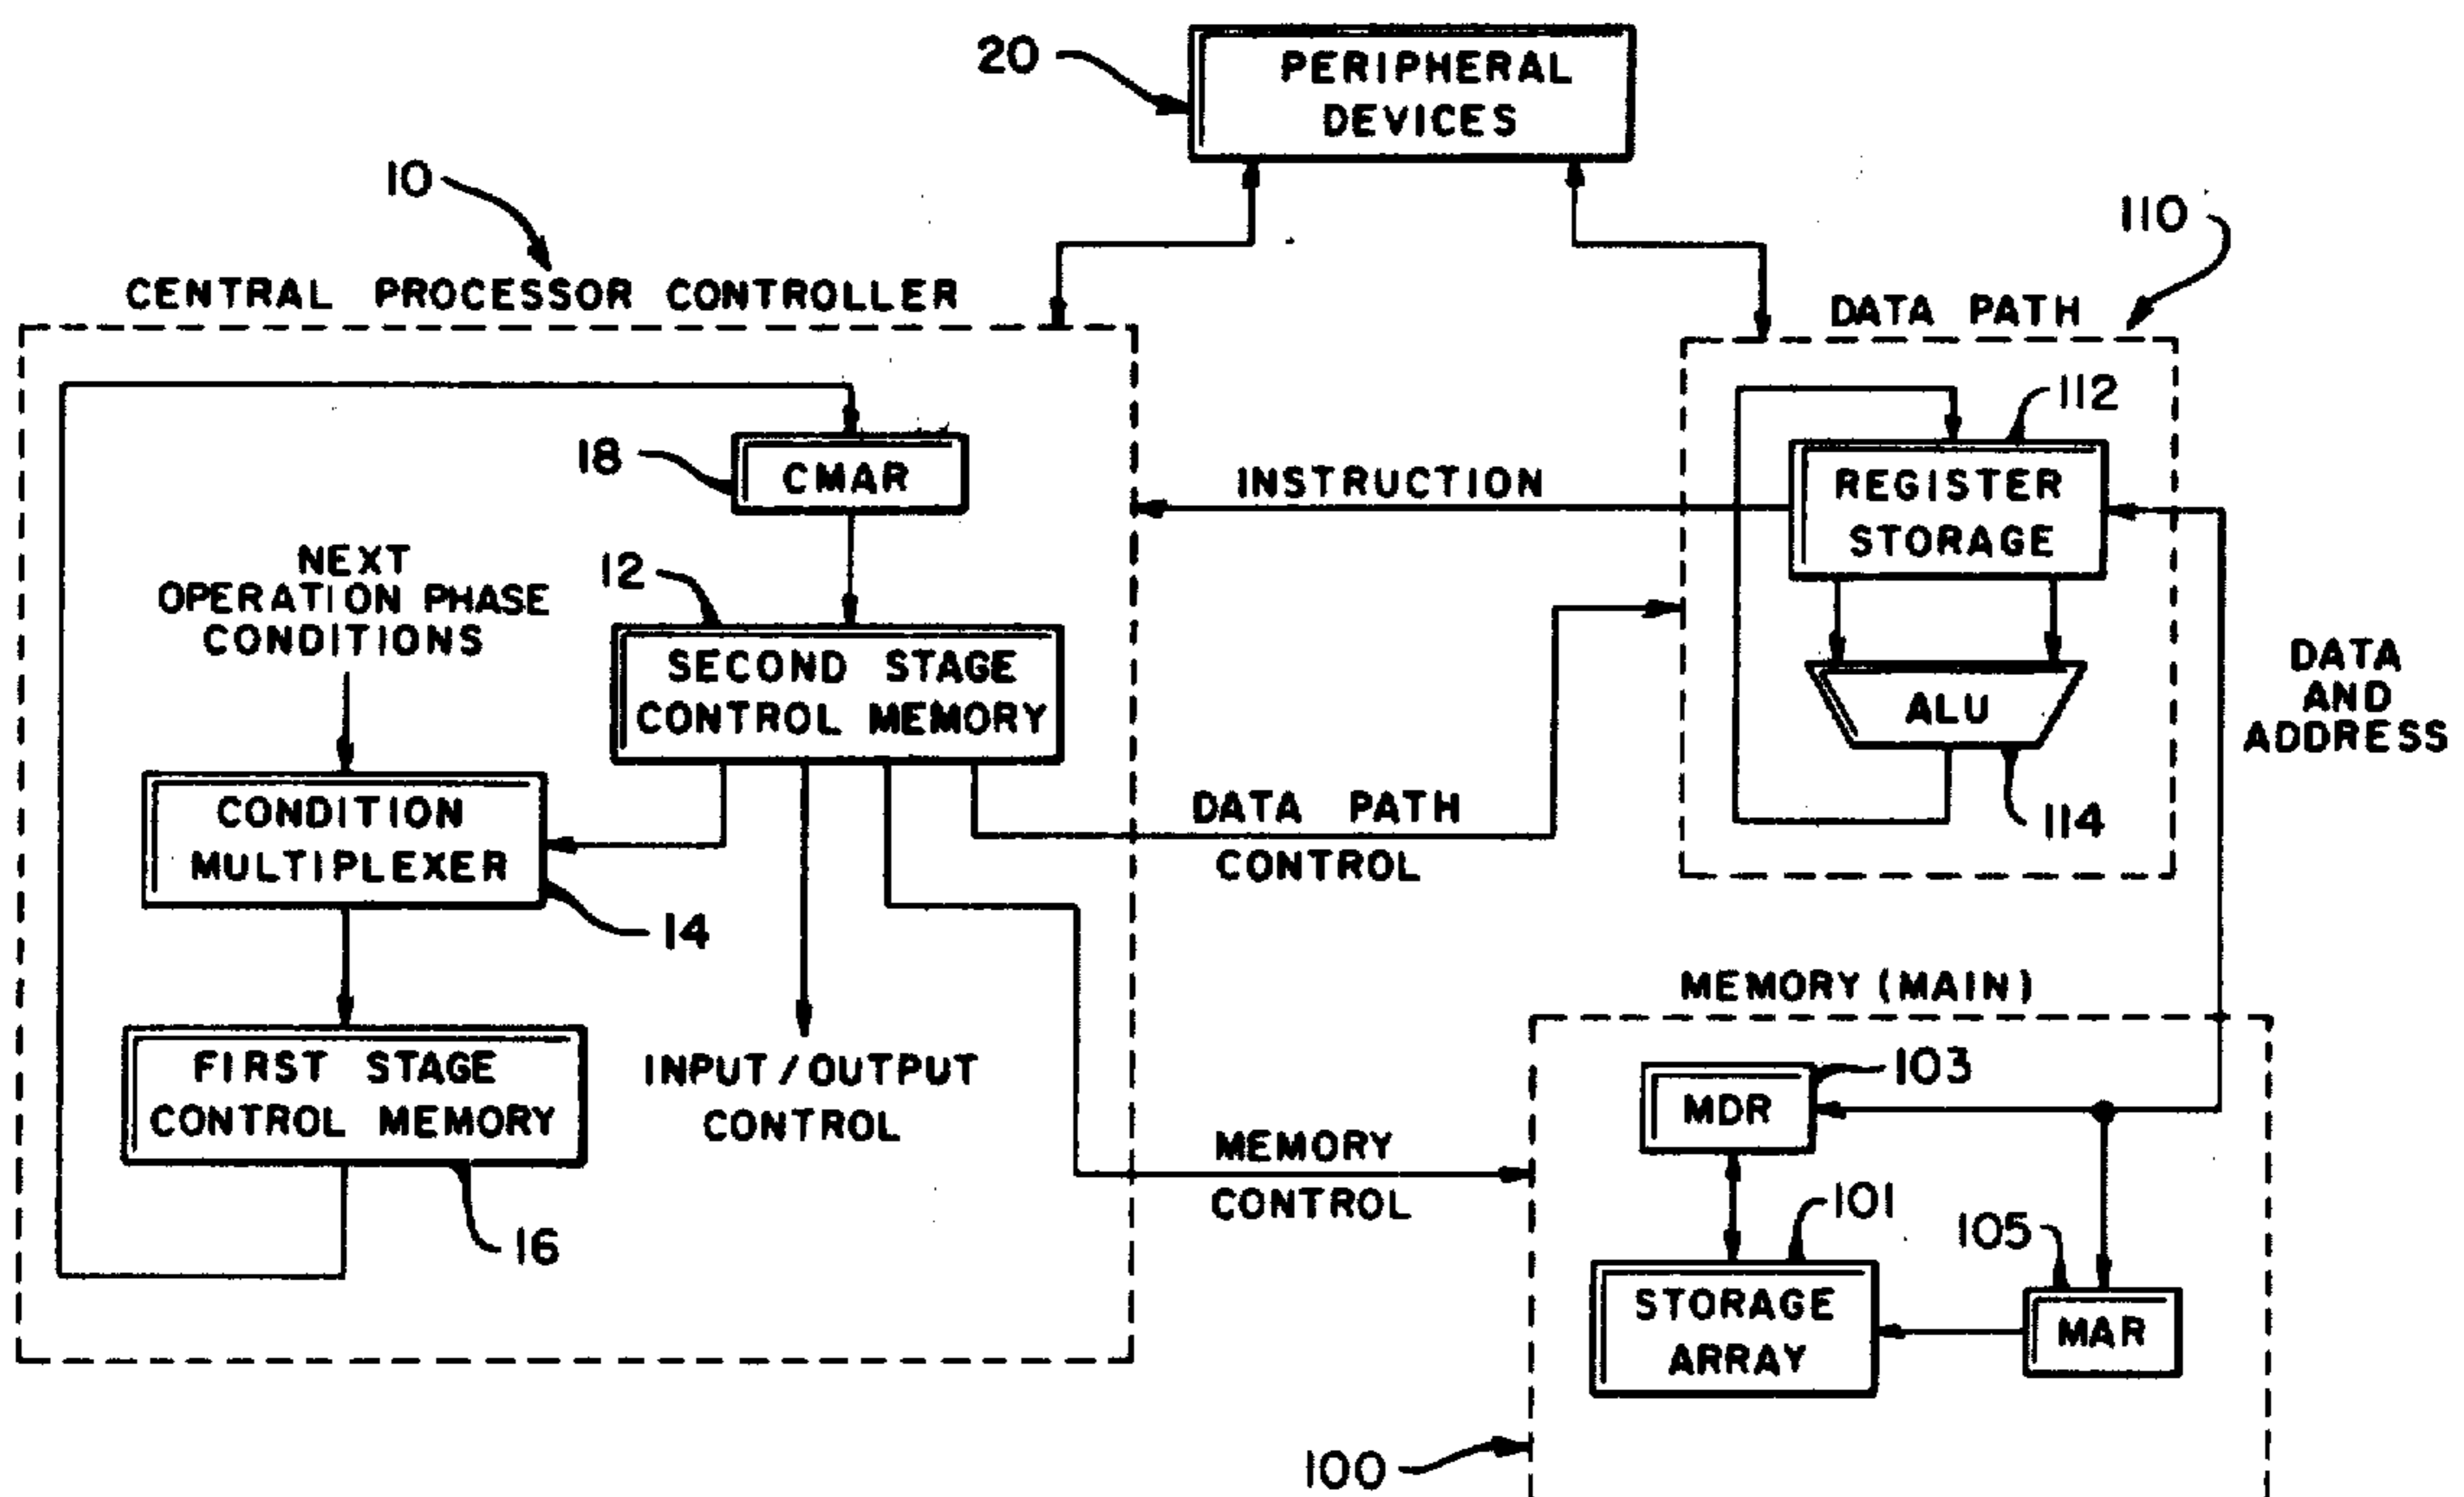 20
PERIPHERAL
DEVICES
10
110
CENTRAL PROCESSOR CONTROLLER
DATA PATH
112
18
CMAR
INSTRUCTION
REGISTER
STORAGE
NEXT
OPERATION PHASE
CONDITIONS
12
SECOND STAGE
CONTROL MEMORY
ALU
DATA
AND
ADDRESS
CONDITION
MULTIPLEXER
14
DATA PATH
CONTROL
114
MEMORY (MAIN)
FIRST STAGE
CONTROL MEMORY
16
INPUT / OUTPUT
CONTROL
MEMORY
CONTROL
MDR
103
101
105
STORAGE
ARRAY
MAR
100